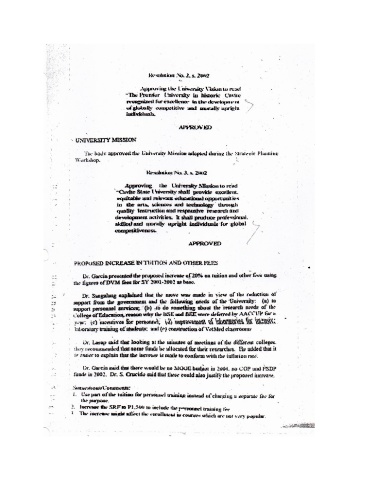 Resolution No. 2, s. 2002
Approving the University Vision to read
"The Premier University in historic Cavite
recognized for excellence in the development
of globally competitive and morally upright
individuals.
APPROVED
UNIVERSITY MISSION
The body approved the University Mission adopted during the Strategic Planning
Workshop.
Resolution No. 3, s. 2002
Approving the University Mission to read
"Cavite State University shall provide excellent,
equitable and relevant educational opportunities
in the arts, sciences and technology through
quality instruction and responsive research and
development activities. It shall produce professional,
skilled and morally upright individuals for global
competitiveness.
APPROVED
PROPOSED INCREASE IN TUITION AND OTHER FEES
Dr. Garcia presented the proposed increase of 20% on tuition and other fees using
the figures of DVM fees for SY 2001-2002 as base.
Dr. Sangalang explained that the move was made in view of the reduction of
support from the government and the following needs of the University: (a) to
support personnel services; (b) to do something about the research needs of the
College of Education, reason why the BSE and BEE were deferred by AACCUP for a
year; (c) incentives for personnel, (d) improvement of
laboratory training of students; and (e) construction of VetMed classrooms
Dr. Lamp said that looking at the minutes of meetings of the different colleges,
they recommended that some funds be allocated for their researches. He added that it
is easier to explain that the increase is made to conform with the inflation rate.
Dr. Garcia said that there would be no MOOE budget in 2004, no COF and PSDP
funds in 2002. Dr. S. Crucido said that these could also justify the proposed increase.
Suggestions/Comments:
1. Use part of the tuition for personnel training instead of charging a separate fee for
the purpose.
2. Increase the SRF to P1,500 to include for personnel training fee
3. The increase might affect the enrollment in courses which are not very popular.